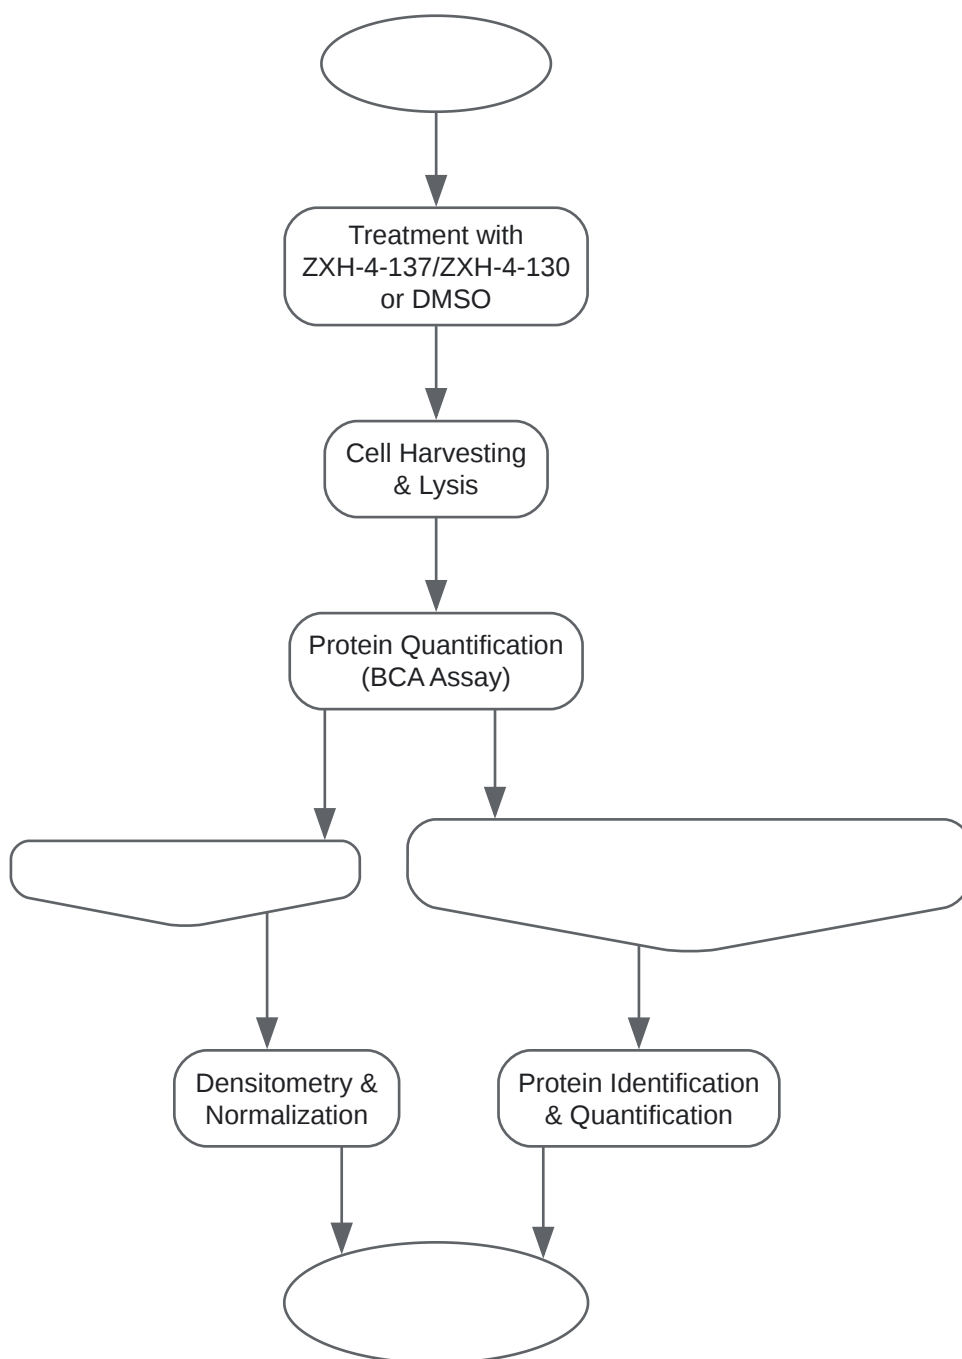 Treatment with
ZXH-4-137/ZXH-4-130
or DMSO
Cell Harvesting
& Lysis
Protein Quantification
(BCA Assay)
Densitometry &
Normalization
Protein Identification
& Quantification